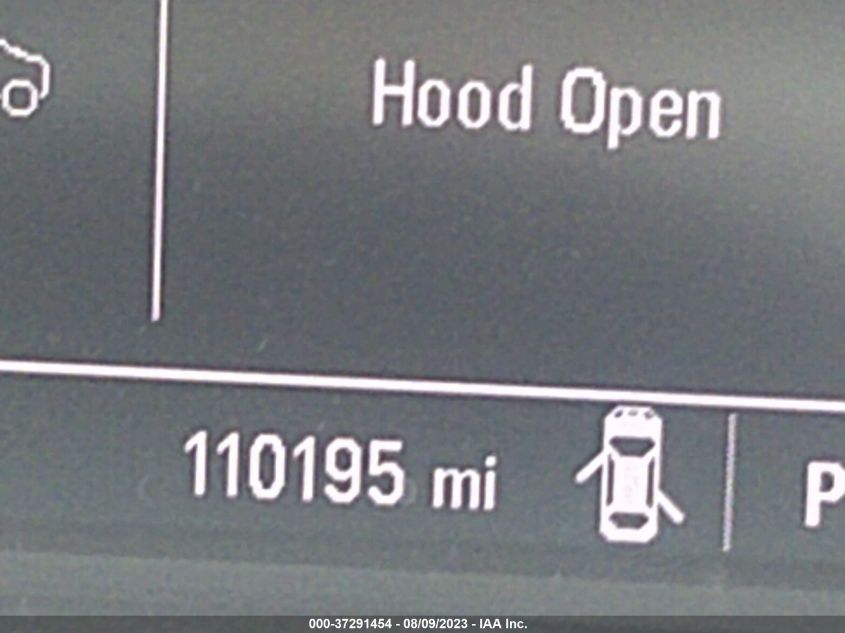 Hood Open
110195 mi
P
000-37291454 - 08/09/2023 - IAA Inc.